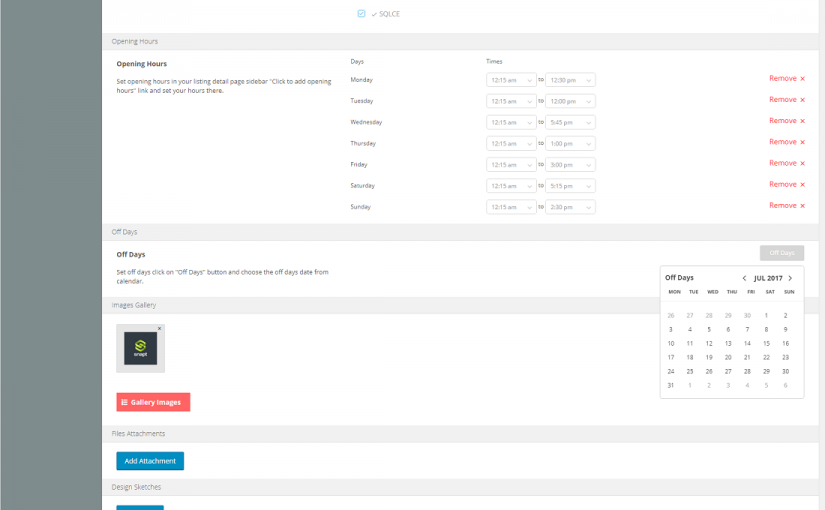 SQLCE
Opening Hours
Opening Hours
Set opening hours in your listing detail page sidebar "Click to add opening
hours" link and set your hours there.
Days Times
Monday 12:15 am to 12:30 pm Remove ×
Tuesday 12:15 am to 12:00 pm Remove ×
Wednesday 12:15 am to 5:45 pm Remove ×
Thursday 12:15 am to 1:00 pm Remove ×
Friday 12:15 am to 3:00 pm Remove ×
Saturday 12:15 am to 5:15 pm Remove ×
Sunday 12:15 am to 2:30 pm Remove ×
Off Days
Off Days
Set off days click on "Off Days" button and choose the off days date from
calendar.
Off Days
Off Days < JUL 2017 >
MON TUE WED THU FRI SAT SUN
26 27 28 29 30 1 2
3 4 5 6 7 8 9
10 11 12 13 14 15 16
17 18 19 20 21 22 23
24 25 26 27 28 29 30
31 1 2 3 4 5 6
Images Gallery
snapt
Gallery Images
Files Attachments
Add Attachment
Design Sketches